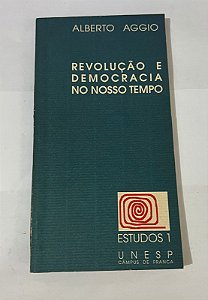 ALBERTO AGGIO
REVOLUÇÃO E
DEMOCRACIA
NO NOSSO TEMPO
ESTUDOS 1
UNESP
CAMPUS DE FRANCA